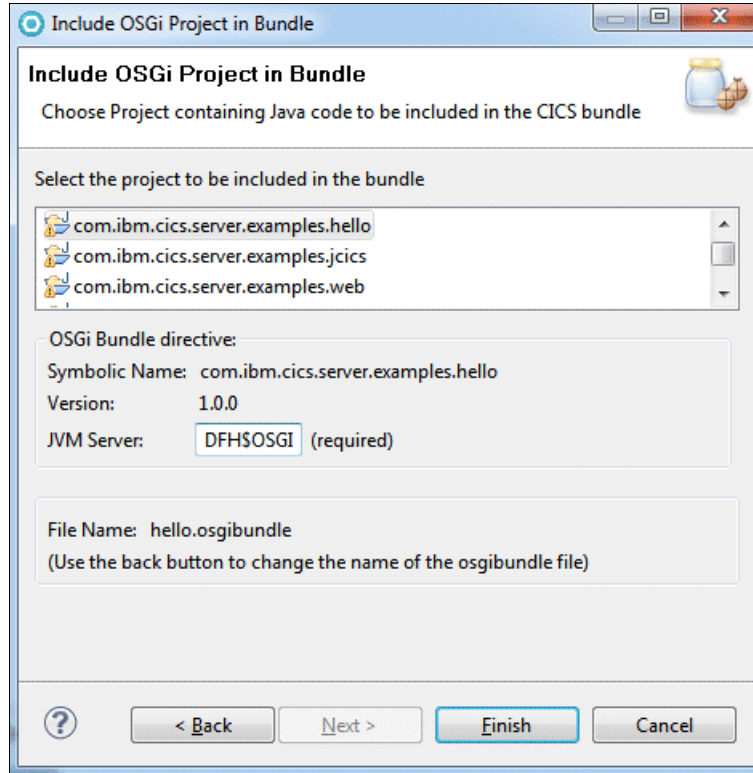 Include OSGi Project in Bundle
Include OSGi Project in Bundle
Choose Project containing Java code to be included in the CICS bundle
Select the project to be included in the bundle
com.ibm.cics.server.examples.hello
com.ibm.cics.server.examples.jcics
com.ibm.cics.server.examples.web
OSGi Bundle directive:
Symbolic Name: com.ibm.cics.server.examples.hello
Version: 1.0.0
JVM Server: DFH$OSGI (required)
File Name: hello.osgibundle
(Use the back button to change the name of the osgibundle file)
? < Back Next > Finish Cancel